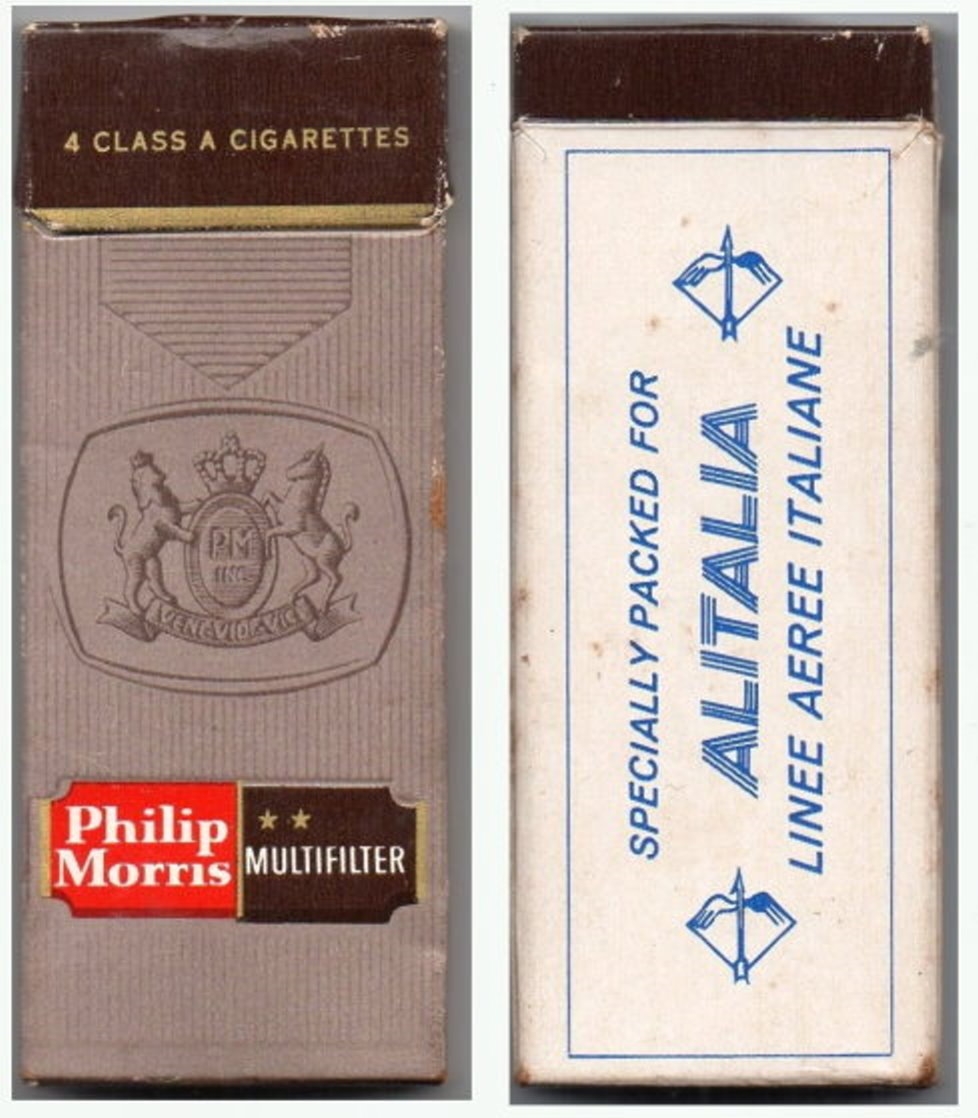 4 CLASS A CIGARETTES
PM
INC
VENI·VIDI·VICI
Philip
Morris
MULTIFILTER
SPECIALLY PACKED FOR
ALITALIA
LINEE AEREE ITALIANE